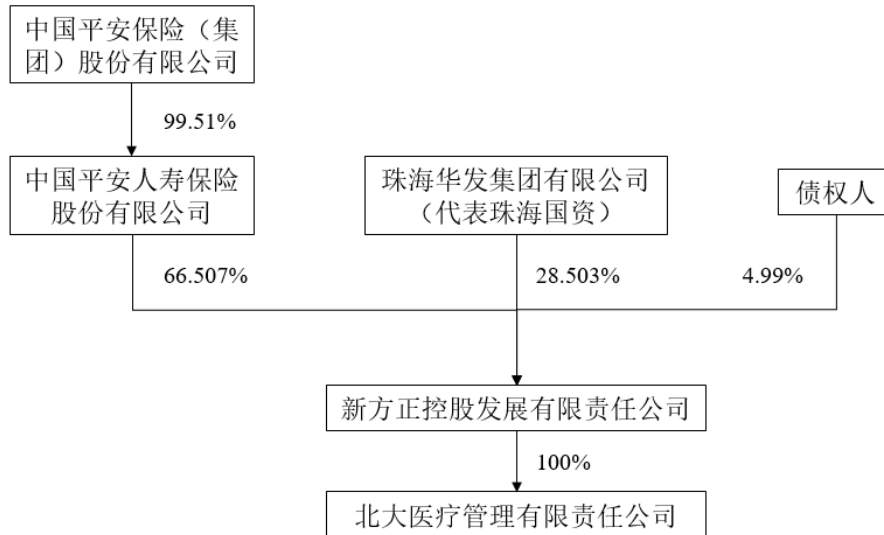 中国平安保险（集
团）股份有限公司
99.51%
中国平安人寿保险
股份有限公司
珠海华发集团有限公司
（代表珠海国资）
债权人
66.507%
28.503%
4.99%
新方正控股发展有限责任公司
100%
北大医疗管理有限责任公司